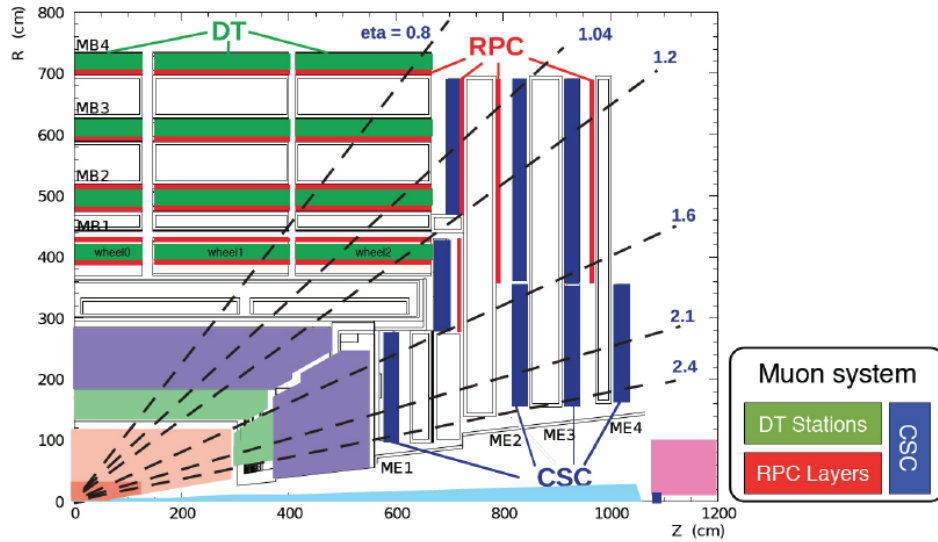 R (cm)
800
700
600
500
400
300
200
100
0
0
200
400
600
800
1000
1200
Z (cm)
MB4
MB3
MB2
MB1
DT
RPC
eta = 0.8
1.04
1.2
1.6
2.1
2.4
wheel0
wheel1
wheel2
ME1
ME2
ME3
ME4
CSC
Muon system
DT Stations
RPC Layers
CSC